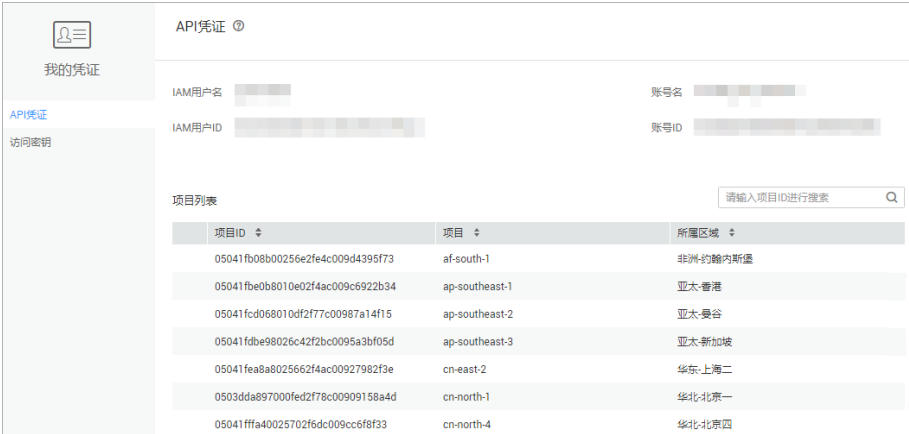 我的凭证
API凭证
访问密钥
API凭证 ?
IAM用户名
账号名
IAM用户ID
账号ID
项目列表
请输入项目ID进行搜索
项目ID 项目 所属区域
05041fb08b00256e2fe4c009d4395f73 af-south-1 非洲-约翰内斯堡
05041fbe0b8010e02f4ac009c6922b34 ap-southeast-1 亚太-香港
05041fcd068010df2f77c00987a14f15 ap-southeast-2 亚太-曼谷
05041fdbe98026c42f2bc0095a3bf05d ap-southeast-3 亚太-新加坡
05041fea8a8025662f4ac00927982f3e cn-east-2 华东-上海二
0503dda897000fed2f78c00909158a4d cn-north-1 华北-北京一
05041fffa40025702f6dc009cc6f8f33 cn-north-4 华北-北京四